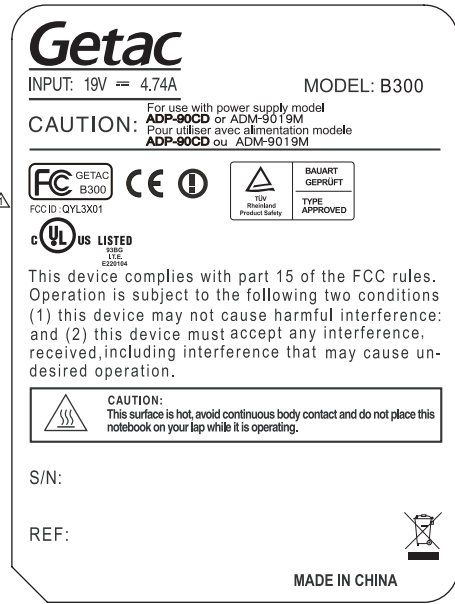 Getac
INPUT: 19V ⎓ 4.74A
MODEL: B300
CAUTION: For use with power supply model
ADP-90CD or ADM-9019M
Pour utiliser avec alimentation modele
ADP-90CD ou ADM-9019M
FC GETAC
B300
FCC ID : QYL3X01
CE
TÜV
Rheinland
Product Safety
BAUART
GEPRÜFT
TYPE
APPROVED
c UL US LISTED
93BG
I.T.E.
E220104
This device complies with part 15 of the FCC rules.
Operation is subject to the following two conditions
(1) this device may not cause harmful interference:
and (2) this device must accept any interference,
received,including interference that may cause un-
desired operation.
CAUTION:
This surface is hot, avoid continuous body contact and do not place this
notebook on your lap while it is operating.
S/N:
REF:
MADE IN CHINA